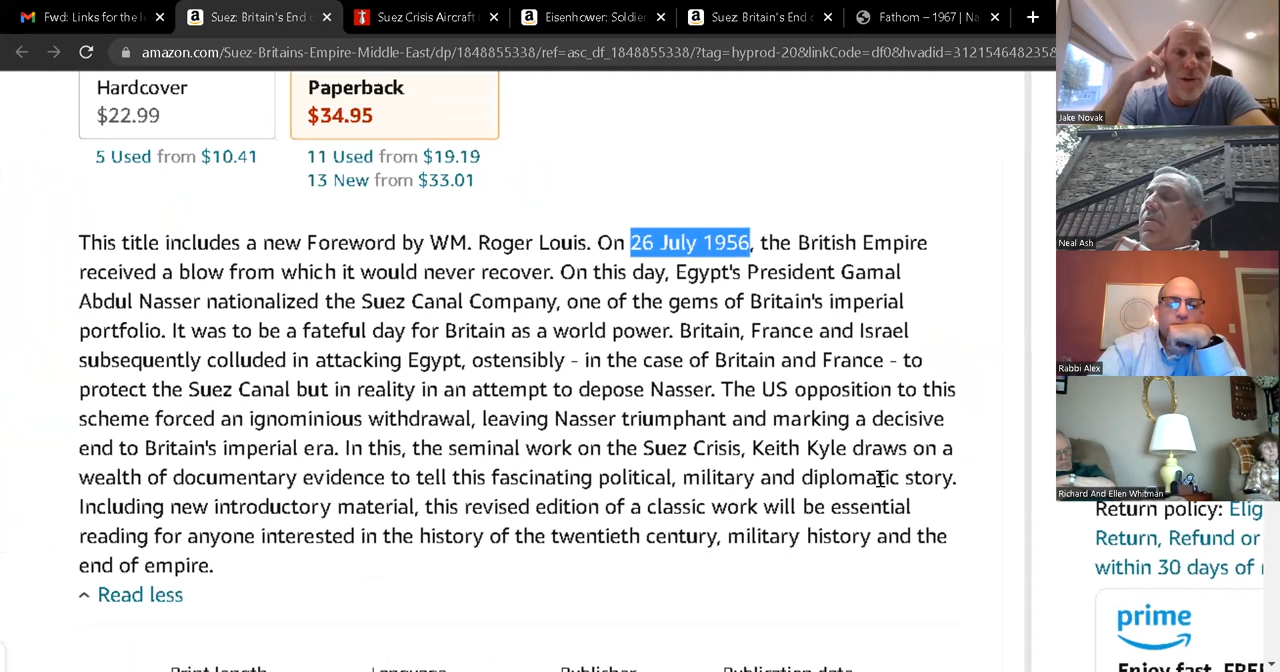 Fwd: Links for the l
Suez: Britain's End o
Suez Crisis Aircraft
Eisenhower: Soldier
Suez: Britain's End o
Fathom – 1967 | Na
amazon.com/Suez-Britains-Empire-Middle-East/dp/1848855338/ref=asc_df_1848855338/?tag=hyprod-20&linkCode=df0&hvadid=312154648235&
Hardcover
$22.99
Paperback
$34.95
5 Used from $10.41
11 Used from $19.19
13 New from $33.01
This title includes a new Foreword by WM. Roger Louis. On 26 July 1956, the British Empire
received a blow from which it would never recover. On this day, Egypt's President Gamal
Abdul Nasser nationalized the Suez Canal Company, one of the gems of Britain's imperial
portfolio. It was to be a fateful day for Britain as a world power. Britain, France and Israel
subsequently colluded in attacking Egypt, ostensibly - in the case of Britain and France - to
protect the Suez Canal but in reality in an attempt to depose Nasser. The US opposition to this
scheme forced an ignominious withdrawal, leaving Nasser triumphant and marking a decisive
end to Britain's imperial era. In this, the seminal work on the Suez Crisis, Keith Kyle draws on a
wealth of documentary evidence to tell this fascinating political, military and diplomatic story.
Including new introductory material, this revised edition of a classic work will be essential
reading for anyone interested in the history of the twentieth century, military history and the
end of empire.
Read less
Print length
Language
Publisher
Publication date
Jake Novak
Neal Ash
Rabbi Alex
Richard And Ellen Whitman
Return policy: Elig
Return, Refund or
within 30 days of
prime
Enjoy fast, FREE